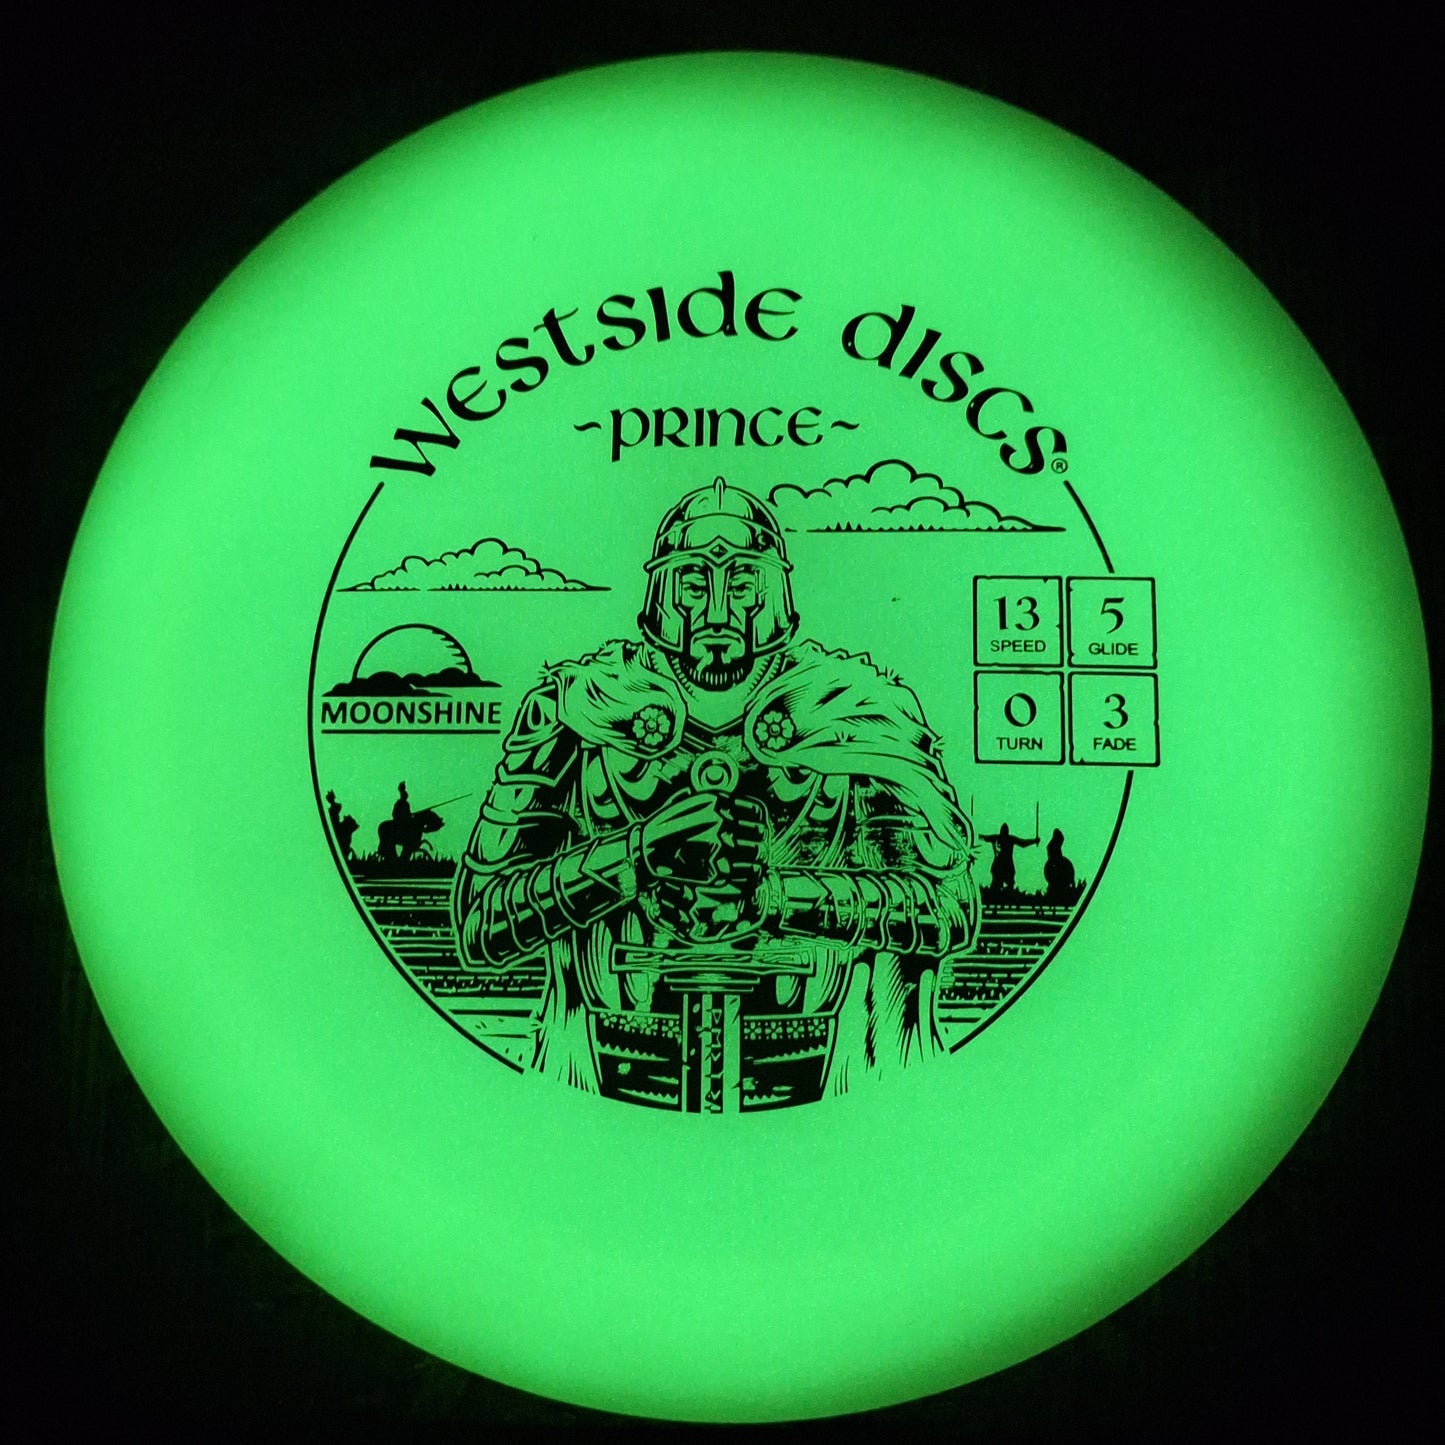 Westside Discs®
~PRINCE~
MOONSHINE
13 5
SPEED GLIDE
0 3
TURN FADE